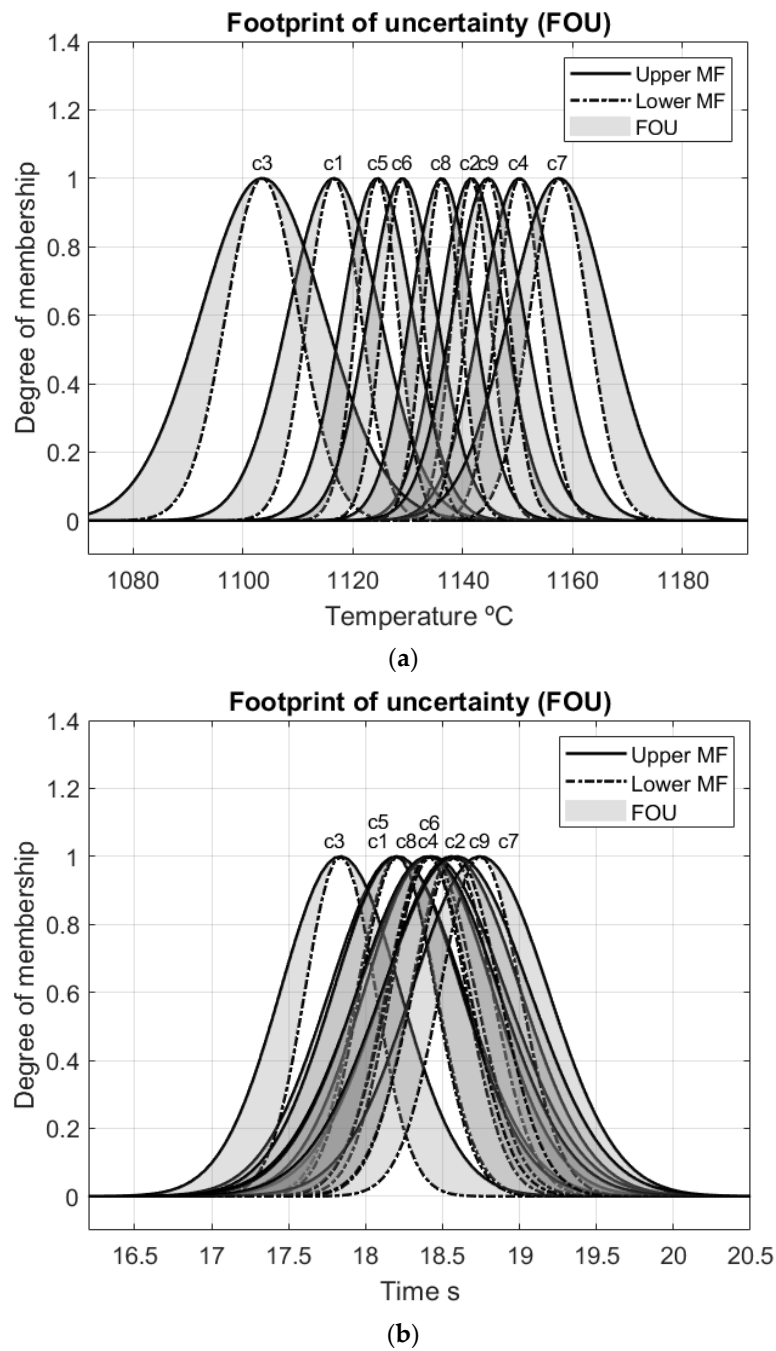 Footprint of uncertainty (FOU)
1.4
1.2
1
0.8
0.6
0.4
0.2
0
Degree of membership
Upper MF
Lower MF
FOU
c3 c1 c5 c6 c8 c2 c9 c4 c7
1080 1100 1120 1140 1160 1180
Temperature ºC
(a)
Footprint of uncertainty (FOU)
1.4
1.2
1
0.8
0.6
0.4
0.2
0
Degree of membership
Upper MF
Lower MF
FOU
c5 c6
c3 c1 c8 c4 c2 c9 c7
16.5 17 17.5 18 18.5 19 19.5 20 20.5
Time s
(b)